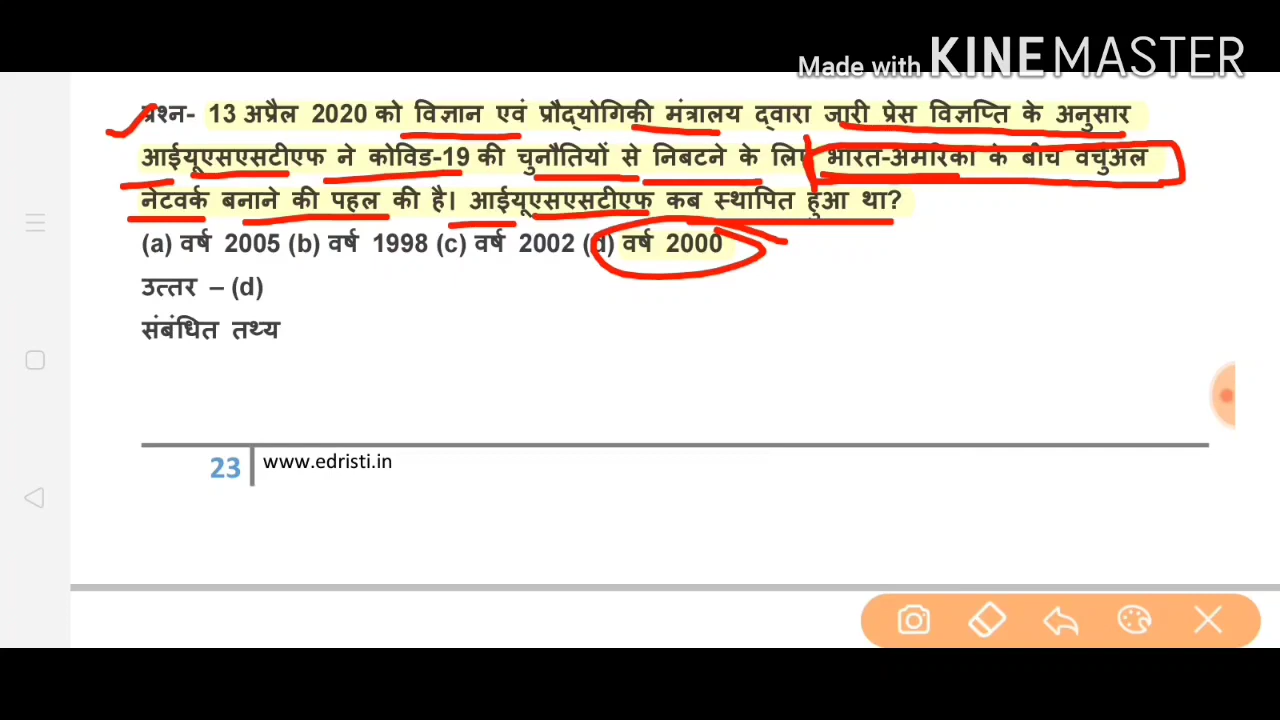 Made with KINEMASTER
प्रश्न- 13 अप्रैल 2020 को विज्ञान एवं प्रौद्योगिकी मंत्रालय द्वारा जारी प्रेस विज्ञप्ति के अनुसार
आईयूएसएसटीएफ ने कोविड-19 की चुनौतियों से निबटने के लिए भारत-अमेरिका के बीच वर्चुअल
नेटवर्क बनाने की पहल की है। आईयूएसएसटीएफ कब स्थापित हुआ था?
(a) वर्ष 2005 (b) वर्ष 1998 (c) वर्ष 2002 (d) वर्ष 2000
उत्तर – (d)
संबंधित तथ्य
23 www.edristi.in